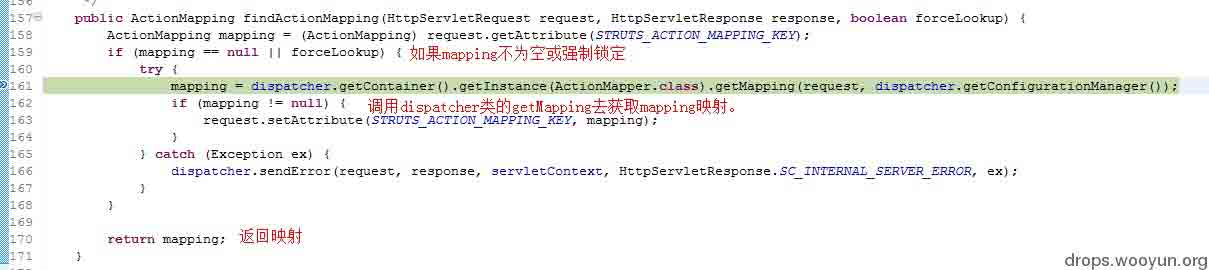 156 */
157 public ActionMapping findActionMapping(HttpServletRequest request, HttpServletResponse response, boolean forceLookup) {
158 ActionMapping mapping = (ActionMapping) request.getAttribute(STRUTS_ACTION_MAPPING_KEY);
159 if (mapping == null || forceLookup) { 如果mapping不为空或强制锁定
160 try {
161 mapping = dispatcher.getContainer().getInstance(ActionMapper.class).getMapping(request, dispatcher.getConfigurationManager());
162 if (mapping != null) { 调用dispatcher类的getMapping去获取mapping映射。
163 request.setAttribute(STRUTS_ACTION_MAPPING_KEY, mapping);
164 }
165 } catch (Exception ex) {
166 dispatcher.sendError(request, response, servletContext, HttpServletResponse.SC_INTERNAL_SERVER_ERROR, ex);
167 }
168 }
169
170 return mapping; 返回映射
171 }
drops.wooyun.org